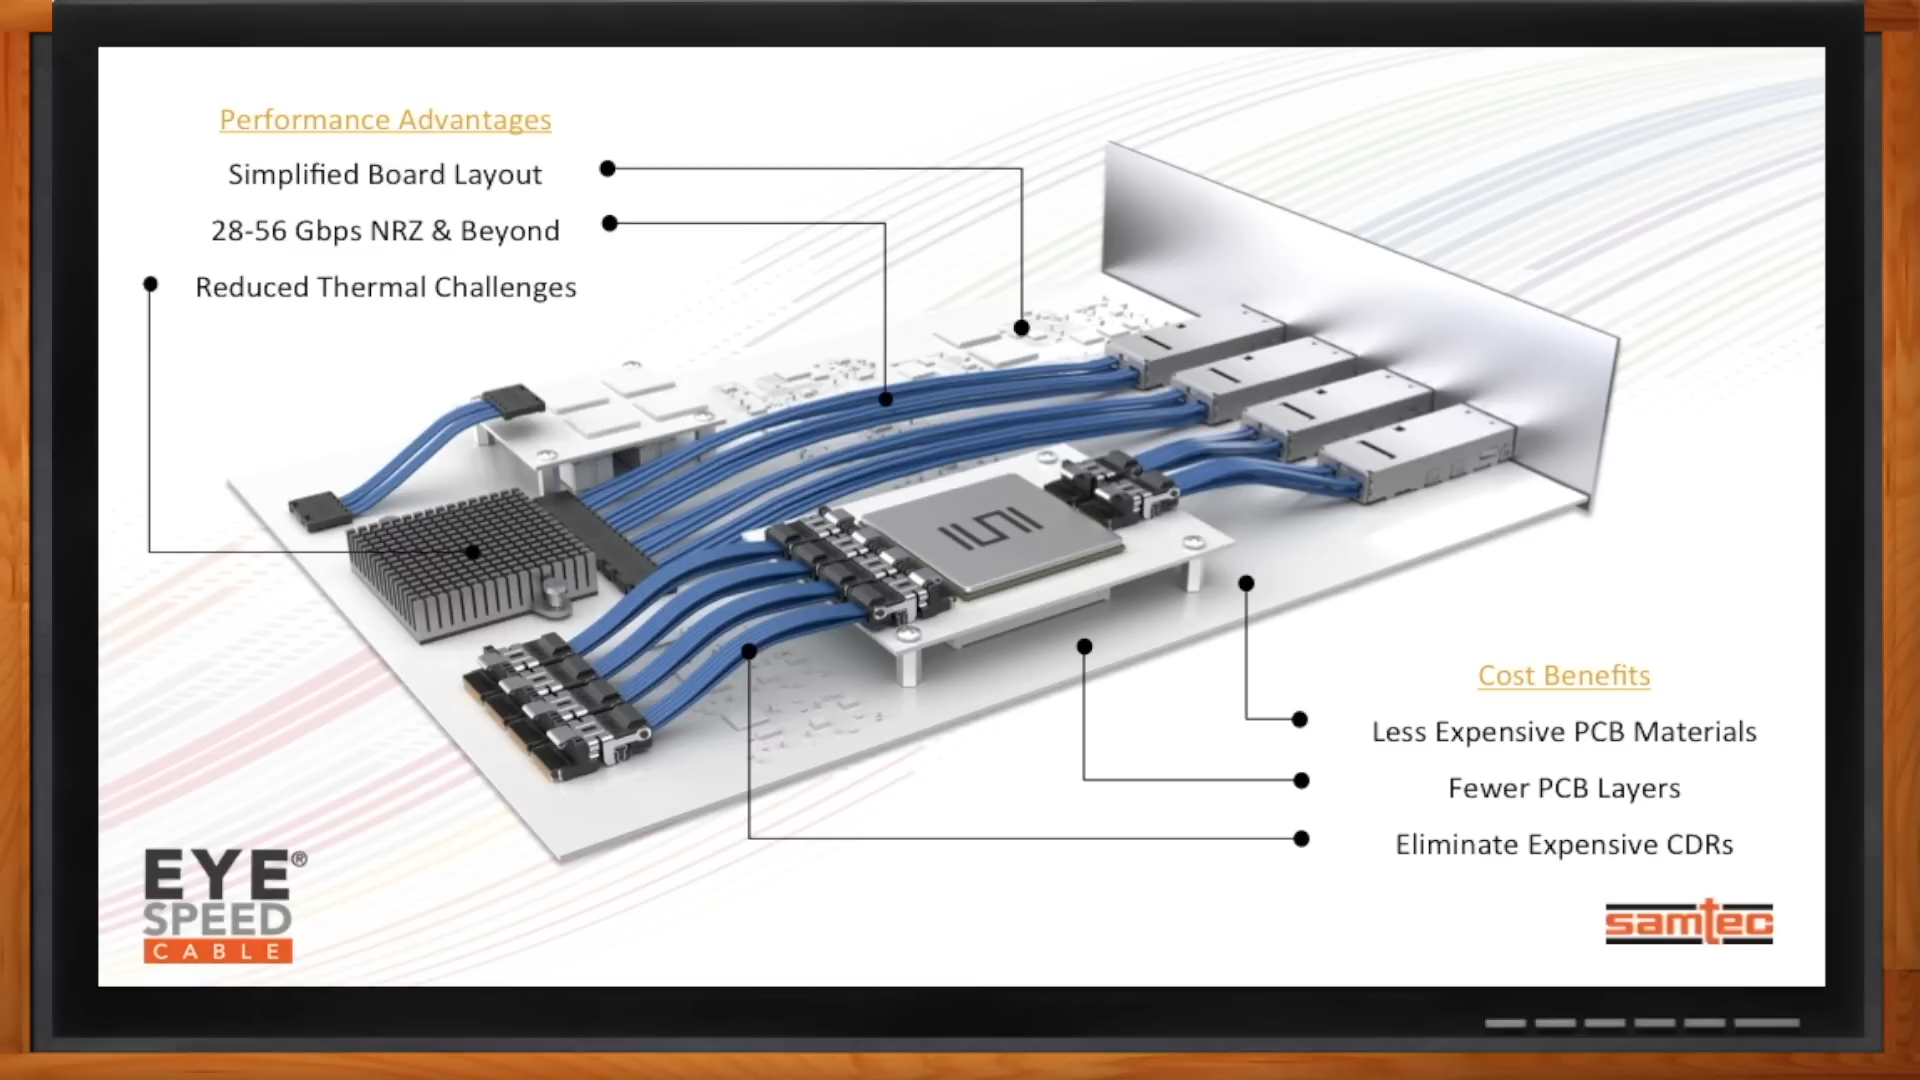 Performance Advantages
Simplified Board Layout
28-56 Gbps NRZ & Beyond
Reduced Thermal Challenges
Cost Benefits
Less Expensive PCB Materials
Fewer PCB Layers
Eliminate Expensive CDRs
EYE®
SPEED
CABLE
samtec